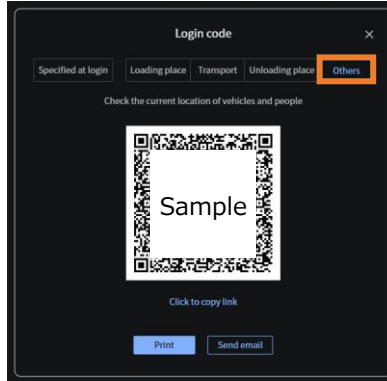 Login code ×
Specified at login Loading place Transport Unloading place Others
Check the current location of vehicles and people
Sample
Click to copy link
Print Send email